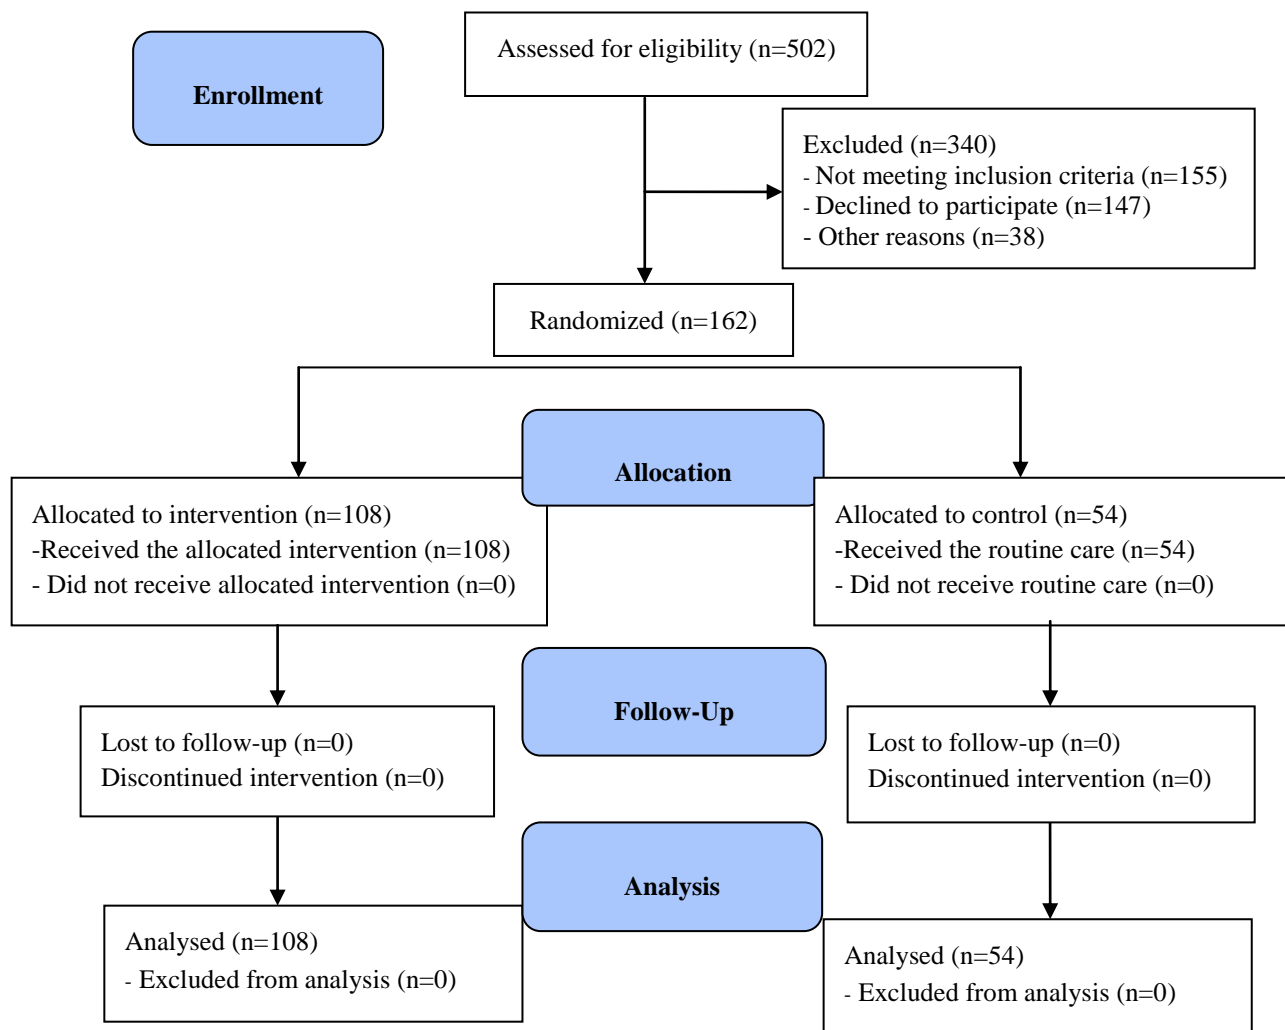 Enrollment
Assessed for eligibility (n=502)
Excluded (n=340)
- Not meeting inclusion criteria (n=155)
- Declined to participate (n=147)
- Other reasons (n=38)
Randomized (n=162)
Allocation
Allocated to intervention (n=108)
-Received the allocated intervention (n=108)
- Did not receive allocated intervention (n=0)
Allocated to control (n=54)
-Received the routine care (n=54)
- Did not receive routine care (n=0)
Follow-Up
Lost to follow-up (n=0)
Discontinued intervention (n=0)
Lost to follow-up (n=0)
Discontinued intervention (n=0)
Analysis
Analysed (n=108)
- Excluded from analysis (n=0)
Analysed (n=54)
- Excluded from analysis (n=0)